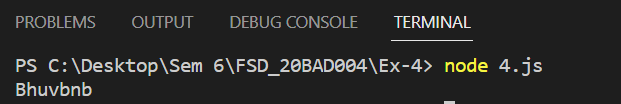 PROBLEMS OUTPUT DEBUG CONSOLE TERMINAL
PS C:\Desktop\Sem 6\FSD_20BAD004\Ex-4> node 4.js
Bhuvbnb